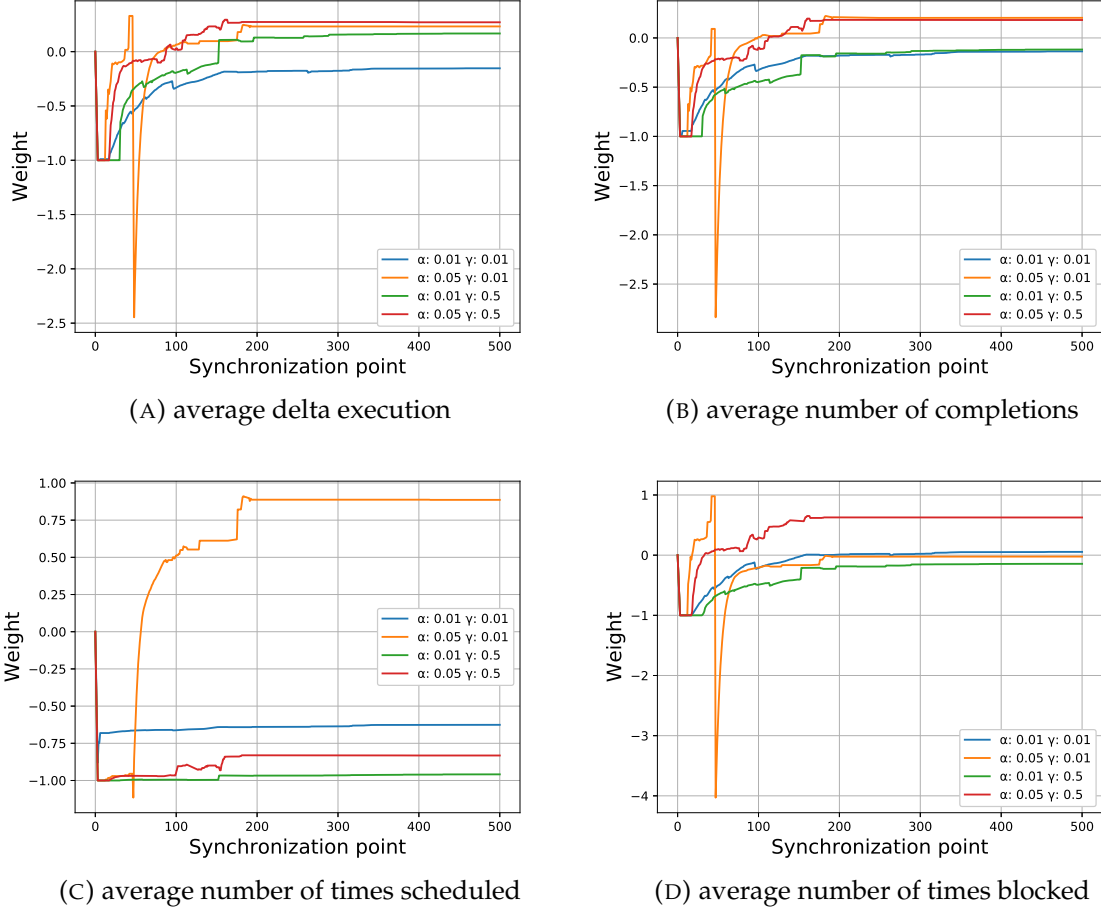 0.0
−0.5
−1.0
−1.5
−2.0
−2.5
Weight
0 100 200 300 400 500
Synchronization point
α: 0.01 γ: 0.01
α: 0.05 γ: 0.01
α: 0.01 γ: 0.5
α: 0.05 γ: 0.5
(A) average delta execution
0.0
−0.5
−1.0
−1.5
−2.0
−2.5
Weight
0 100 200 300 400 500
Synchronization point
α: 0.01 γ: 0.01
α: 0.05 γ: 0.01
α: 0.01 γ: 0.5
α: 0.05 γ: 0.5
(B) average number of completions
1.00
0.75
0.50
0.25
0.00
−0.25
−0.50
−0.75
−1.00
Weight
0 100 200 300 400 500
Synchronization point
α: 0.01 γ: 0.01
α: 0.05 γ: 0.01
α: 0.01 γ: 0.5
α: 0.05 γ: 0.5
(C) average number of times scheduled
1
0
−1
−2
−3
−4
Weight
0 100 200 300 400 500
Synchronization point
α: 0.01 γ: 0.01
α: 0.05 γ: 0.01
α: 0.01 γ: 0.5
α: 0.05 γ: 0.5
(D) average number of times blocked